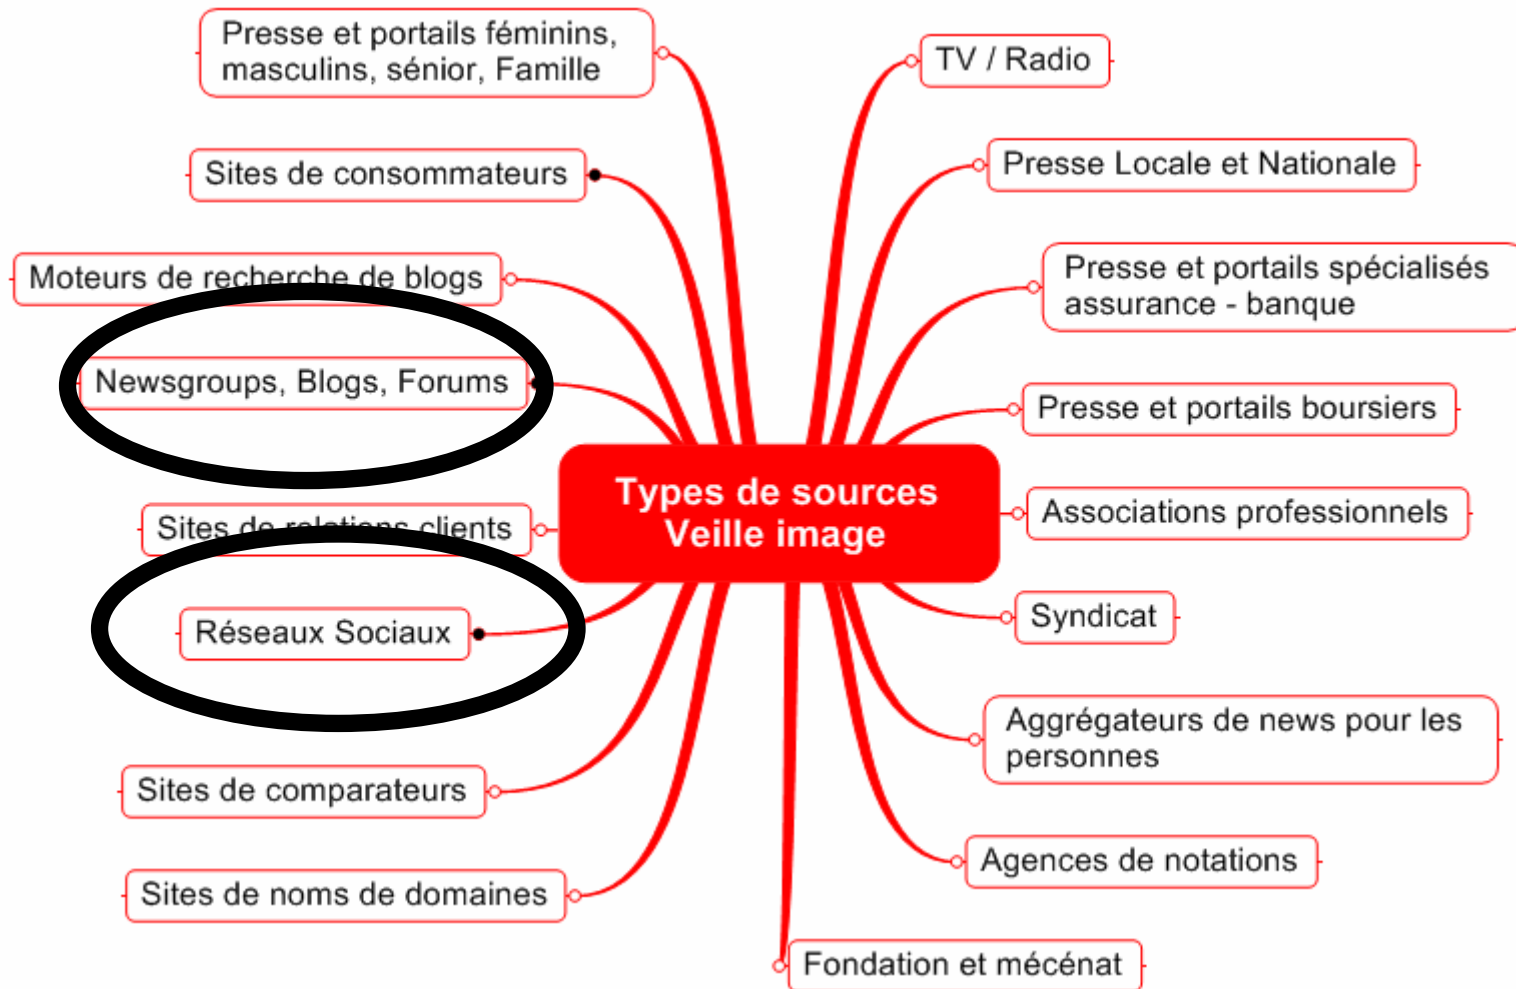 Presse et portails féminins,
masculins, sénior, Famille
Sites de consommateurs
Moteurs de recherche de blogs
Newsgroups, Blogs, Forums
Sites de relations clients
Réseaux Sociaux
Sites de comparateurs
Sites de noms de domaines
Types de sources
Veille image
TV / Radio
Presse Locale et Nationale
Presse et portails spécialisés
assurance - banque
Presse et portails boursiers
Associations professionnels
Syndicat
Aggrégateurs de news pour les
personnes
Agences de notations
Fondation et mécénat